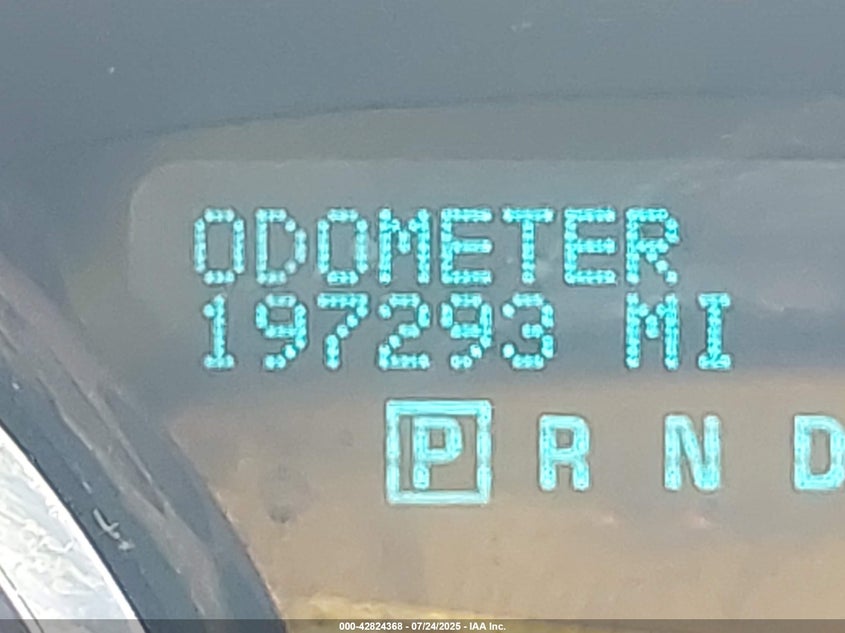 ODOMETER
197293 MI
P R N D
000-42824368 - 07/24/2025 - IAA Inc.